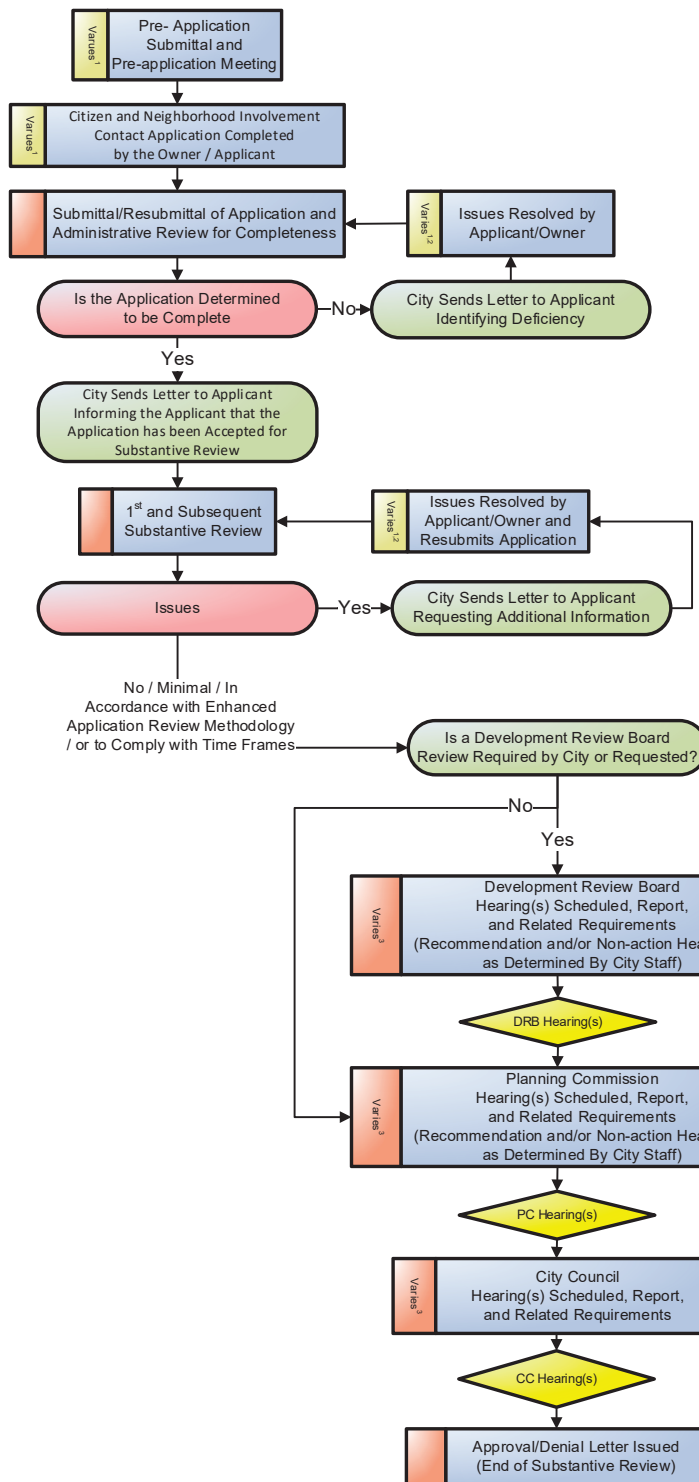 Varues¹
Pre- Application
Submittal and
Pre-application Meeting
Varues¹
Citizen and Neighborhood Involvement
Contact Application Completed
by the Owner / Applicant
Submittal/Resubmittal of Application and
Administrative Review for Completeness
Varies¹,²
Issues Resolved by
Applicant/Owner
Is the Application Determined
to be Complete
No
City Sends Letter to Applicant
Identifying Deficiency
Yes
City Sends Letter to Applicant
Informing the Applicant that the
Application has been Accepted for
Substantive Review
1st and Subsequent
Substantive Review
Varies¹,²
Issues Resolved by
Applicant/Owner and
Resubmits Application
Issues
Yes
City Sends Letter to Applicant
Requesting Additional Information
No / Minimal / In
Accordance with Enhanced
Application Review Methodology
/ or to Comply with Time Frames
Is a Development Review Board
Review Required by City or Requested?
No
Yes
Varies³
Development Review Board
Hearing(s) Scheduled, Report,
and Related Requirements
(Recommendation and/or Non-action Hea
as Determined By City Staff)
DRB Hearing(s)
Varies³
Planning Commission
Hearing(s) Scheduled, Report,
and Related Requirements
(Recommendation and/or Non-action Hea
as Determined By City Staff)
PC Hearing(s)
Varies³
City Council
Hearing(s) Scheduled, Report,
and Related Requirements
CC Hearing(s)
Approval/Denial Letter Issued
(End of Substantive Review)